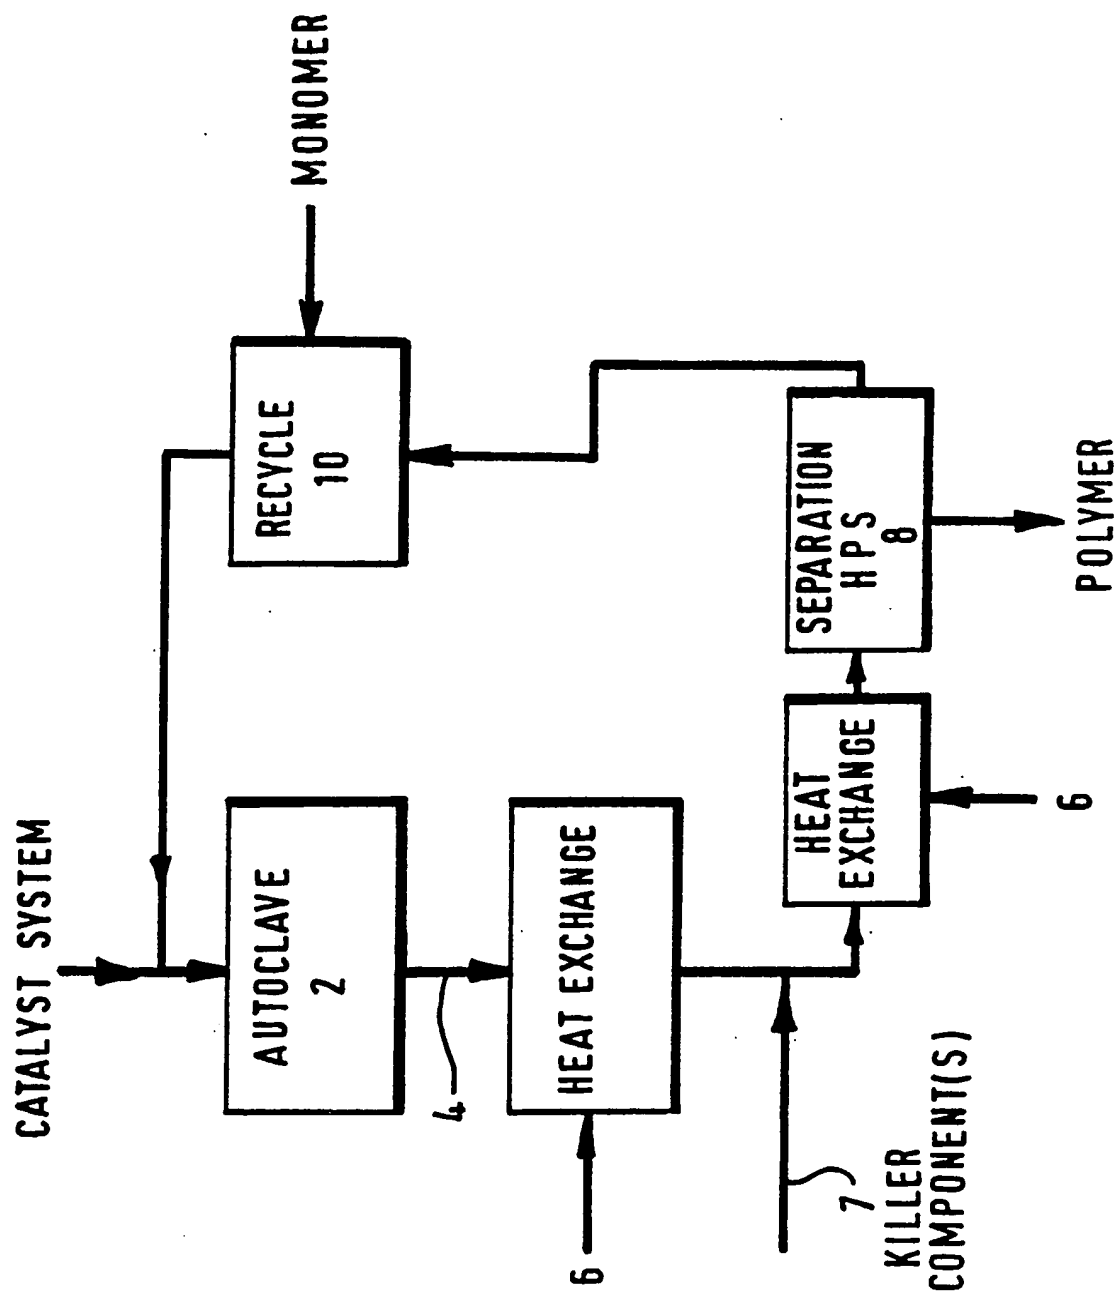 CATALYST SYSTEM
AUTOCLAVE
2
4
HEAT EXCHANGE
6
7
KILLER
COMPONENT(S)
HEAT
EXCHANGE
6
SEPARATION
HPS
8
POLYMER
RECYCLE
10
MONOMER